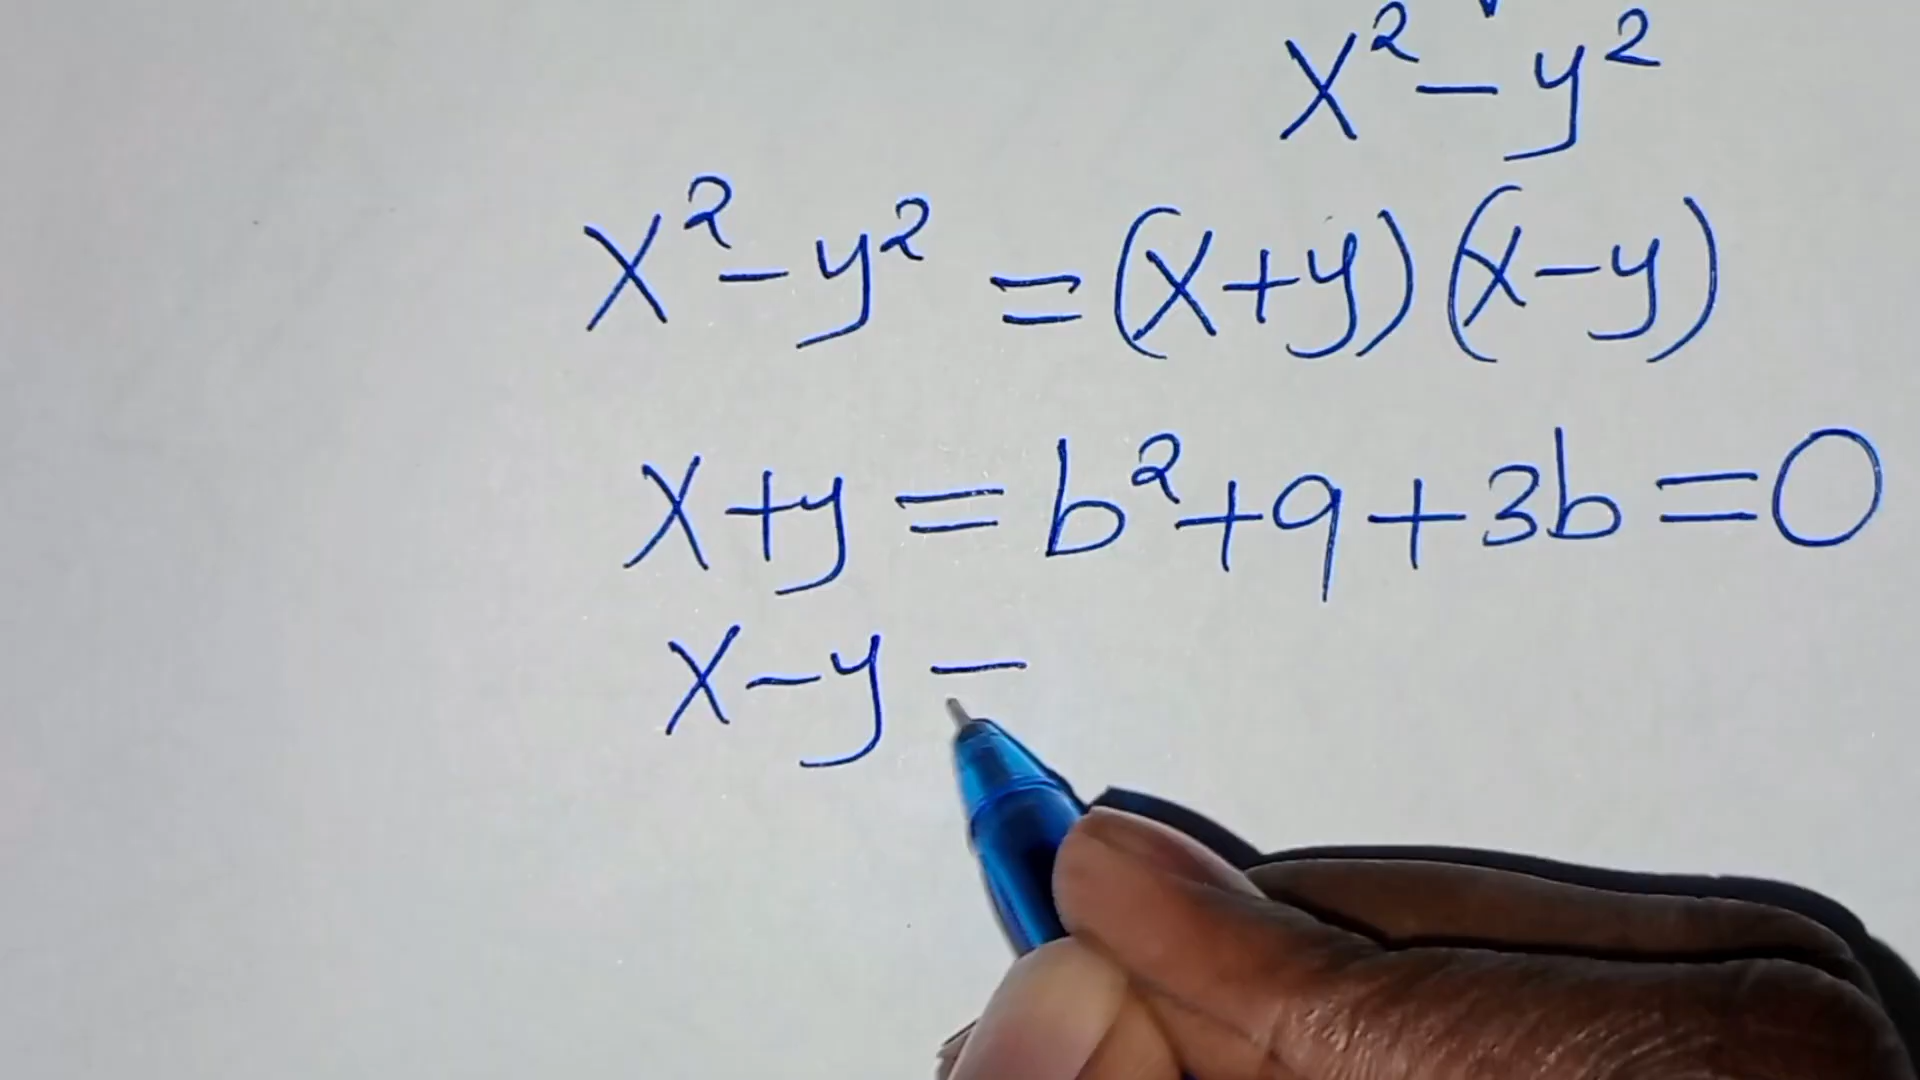 x² - y²
x² - y² = (x+y)(x-y)
x+y = b² + 9 + 3b = 0
x-y -